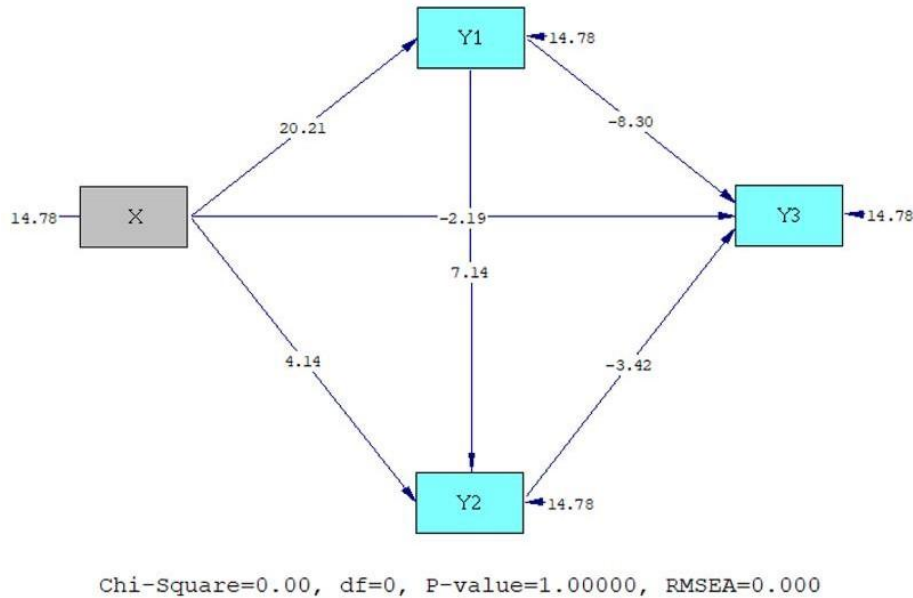 Y1
14.78
20.21
-8.30
14.78
X
-2.19
Y3
14.78
7.14
4.14
-3.42
Y2
14.78
Chi-Square=0.00, df=0, P-value=1.00000, RMSEA=0.000